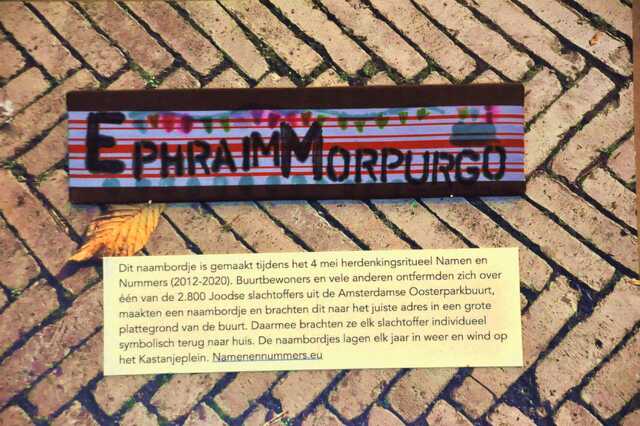 EPHRAIM MORPURGO
Dit naambordje is gemaakt tijdens het 4 mei herdenkingsritueel Namen en
Nummers (2012-2020). Buurtbewoners en vele anderen ontfermden zich over
één van de 2.800 Joodse slachtoffers uit de Amsterdamse Oosterparkbuurt,
maakten een naambordje en brachten dit naar het juiste adres in een grote
plattegrond van de buurt. Daarmee brachten ze elk slachtoffer individueel
symbolisch terug naar huis. De naambordjes lagen elk jaar in weer en wind op
het Kastanjeplein. Namenennummers.eu